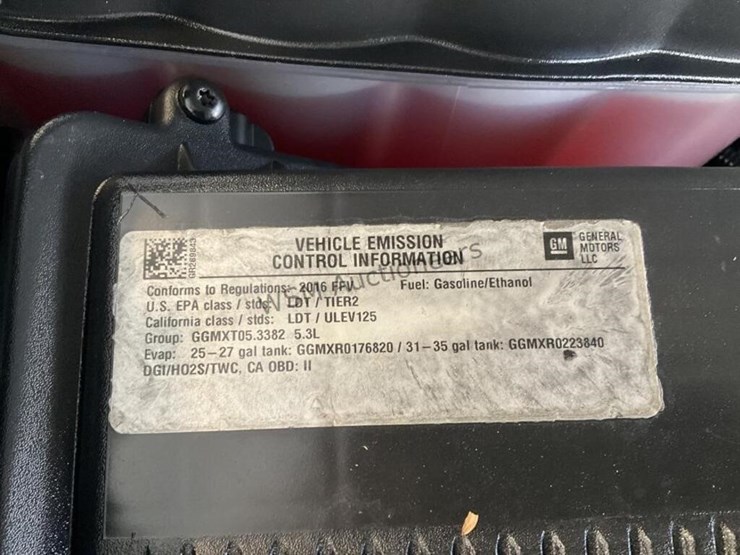 VEHICLE EMISSION
CONTROL INFORMATION
GM GENERAL
MOTORS
LLC
Conforms to Regulations: 2016 FFV Fuel: Gasoline/Ethanol
U.S. EPA class / stds: LDT / TIER2
California class / stds: LDT / ULEV125
Group: GGMXT05.3382 5.3L
Evap: 25-27 gal tank: GGMXR0176820 / 31-35 gal tank: GGMXR0223840
DGI/HO2S/TWC, CA OBD: II